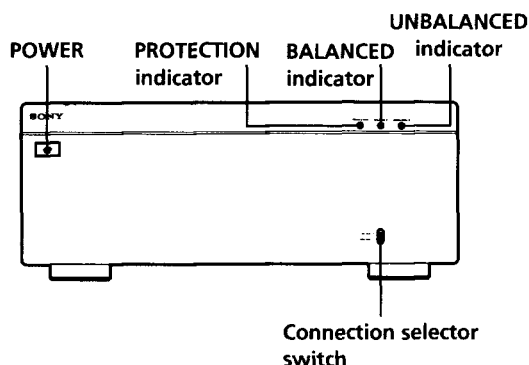 UNBALANCED
indicator
POWER
PROTECTION
indicator
BALANCED
indicator
SONY
Connection selector
switch